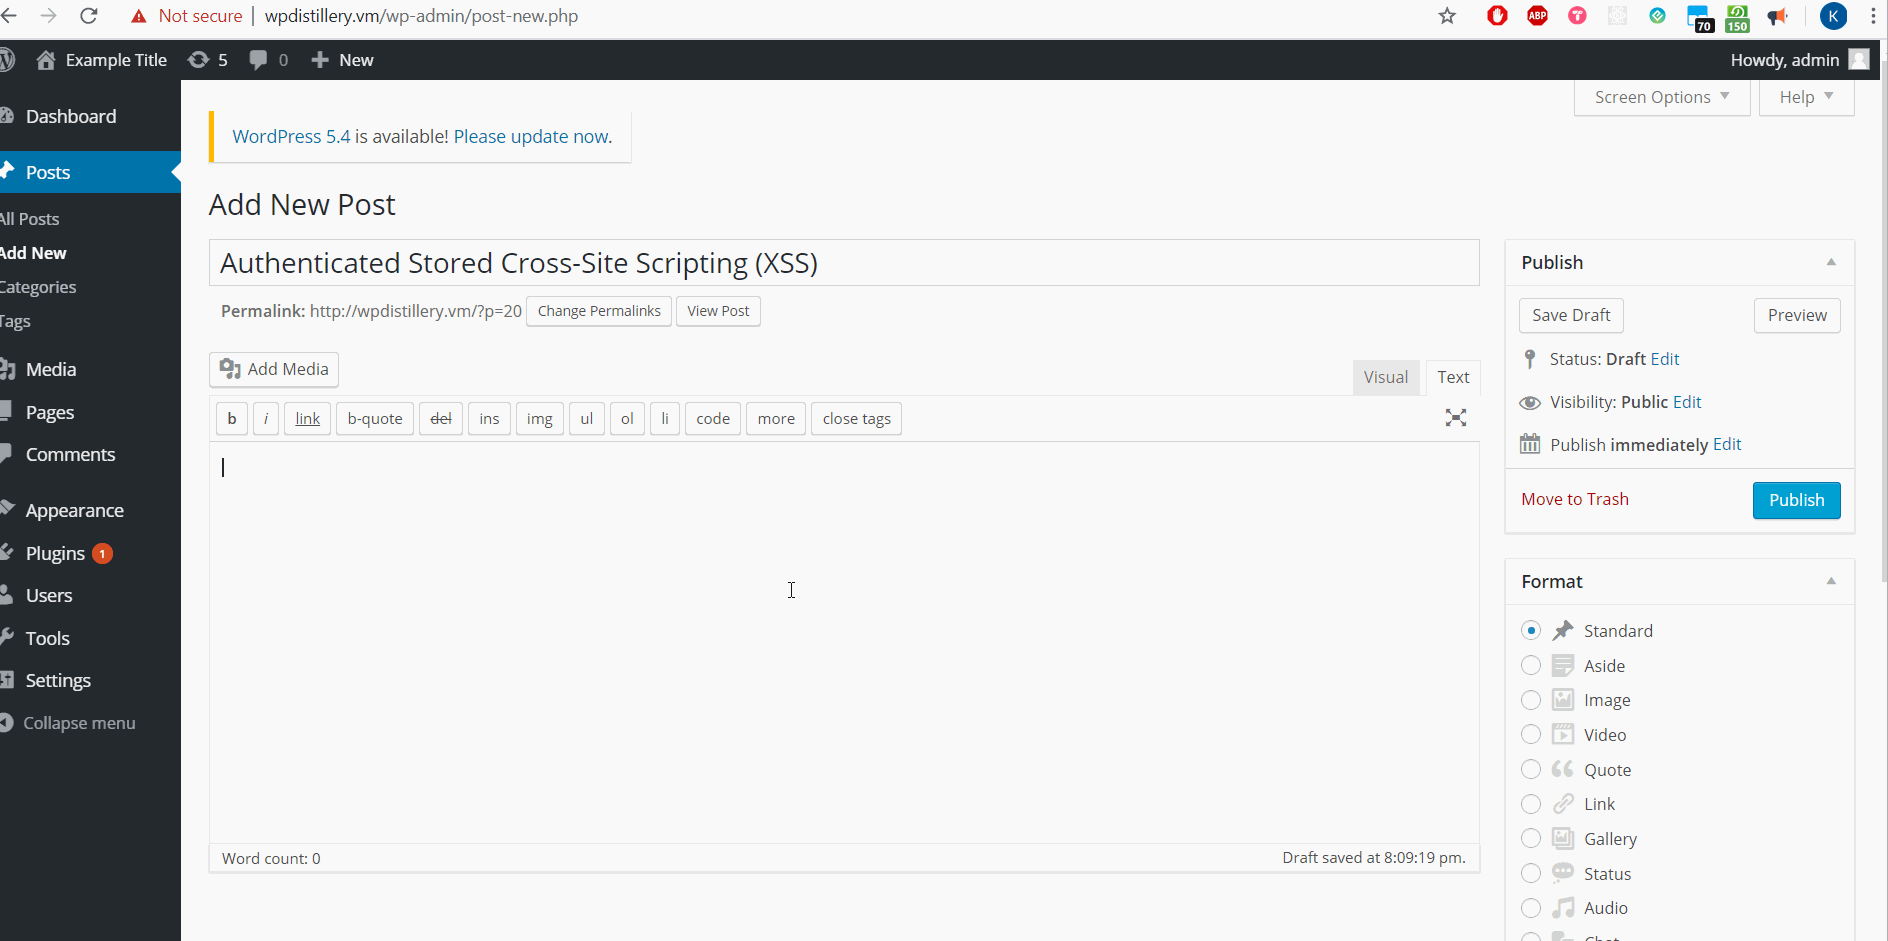 Not secure | wpdistillery.vm/wp-admin/post-new.php
ABP
70
150
K
Example Title
5
0
New
Howdy, admin
Dashboard
Posts
All Posts
Add New
Categories
Tags
Media
Pages
Comments
Appearance
Plugins 1
Users
Tools
Settings
Collapse menu
Screen Options
Help
WordPress 5.4 is available! Please update now.
Add New Post
Authenticated Stored Cross-Site Scripting (XSS)
Permalink: http://wpdistillery.vm/?p=20 Change Permalinks View Post
Add Media
Visual
Text
b i link b-quote del ins img ul ol li code more close tags
Word count: 0
Draft saved at 8:09:19 pm.
Publish
Save Draft
Preview
Status: Draft Edit
Visibility: Public Edit
Publish immediately Edit
Move to Trash
Publish
Format
Standard
Aside
Image
Video
Quote
Link
Gallery
Status
Audio
Chat